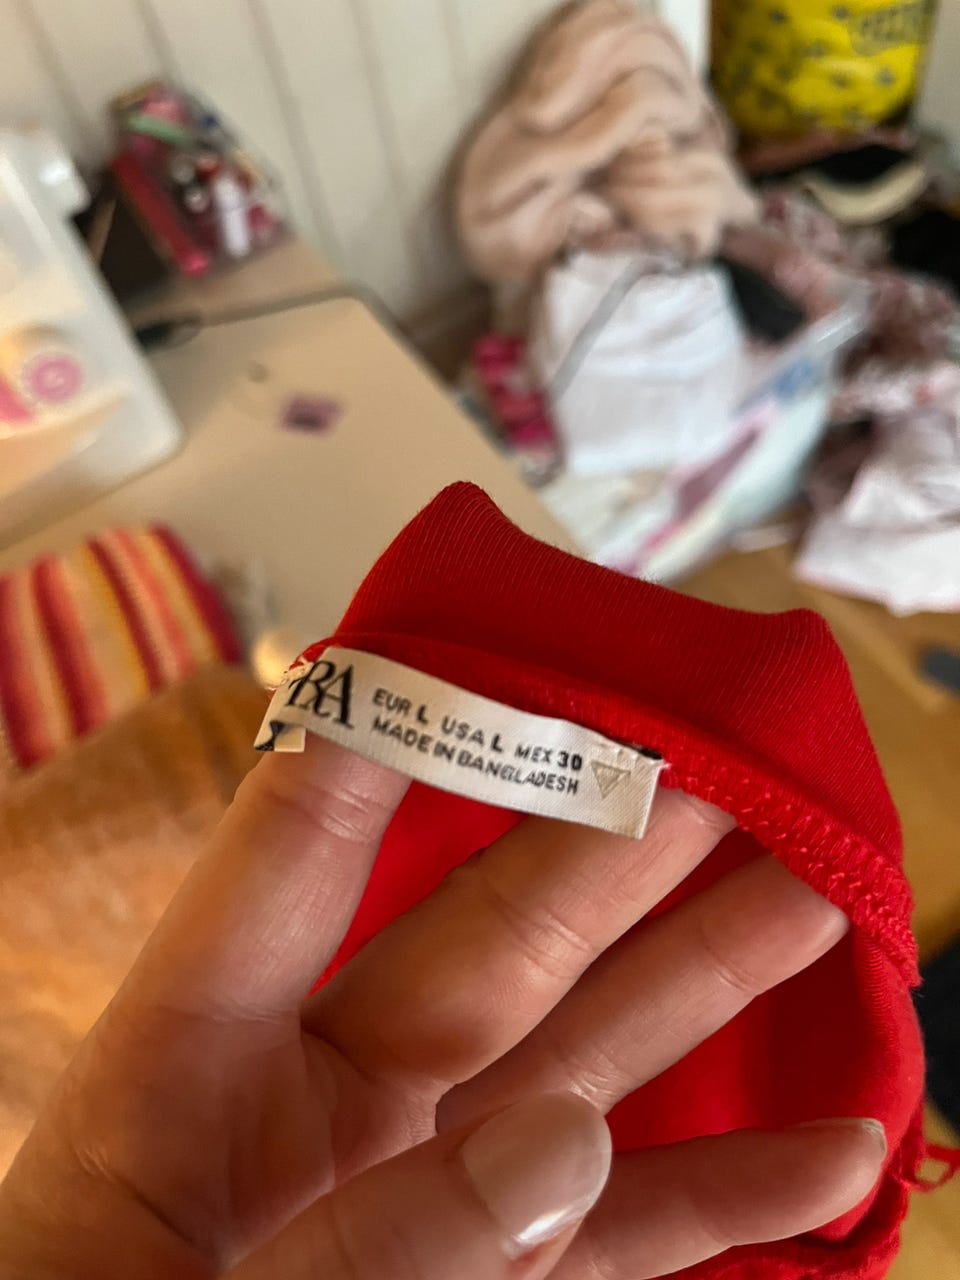 RA
EUR L USA L MEX 30
MADE IN BANGLADESH